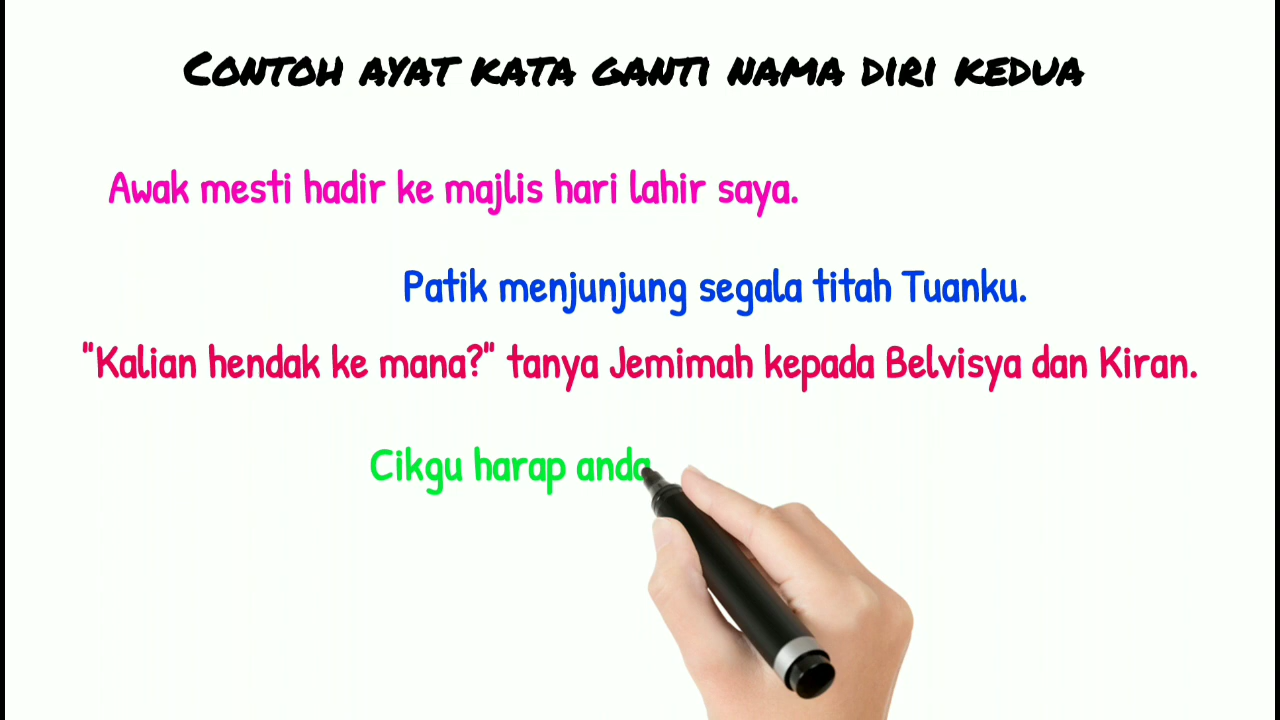 CONTOH AYAT KATA GANTI NAMA DIRI KEDUA
Awak mesti hadir ke majlis hari lahir saya.
Patik menjunjung segala titah Tuanku.
"Kalian hendak ke mana?" tanya Jemimah kepada Belvisya dan Kiran.
Cikgu harap anda